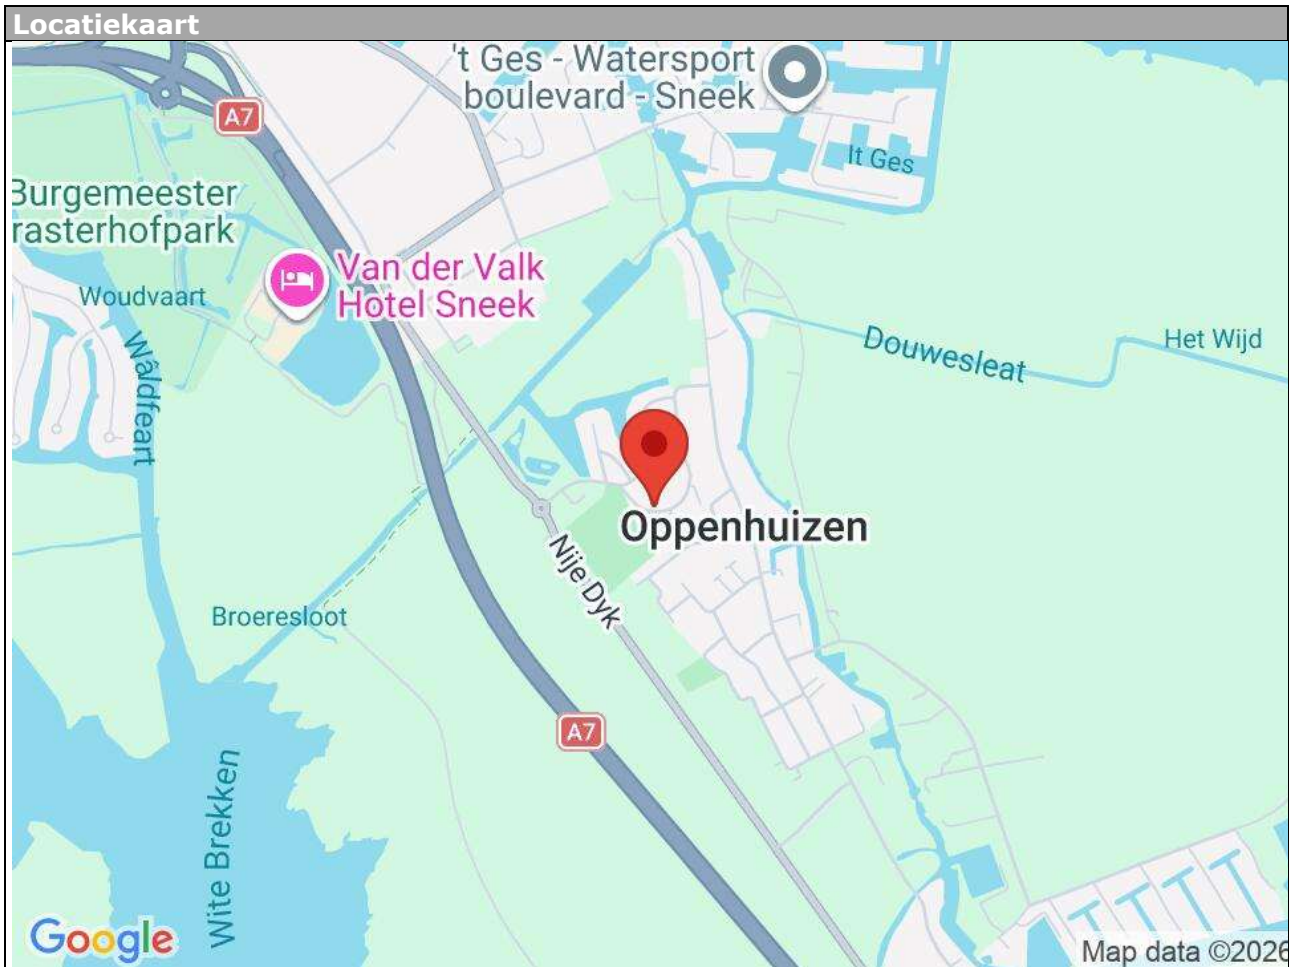 Locatiekaart
't Ges - Watersport
boulevard - Sneek
A7
It Ges
Burgemeester
rasterhofpark
Van der Valk
Hotel Sneek
Woudvaart
Wâldfeart
Douwesleat
Het Wijd
Oppenhuizen
Nije Dyk
Broeresloot
A7
Wite Brekken
Google
Map data ©2026